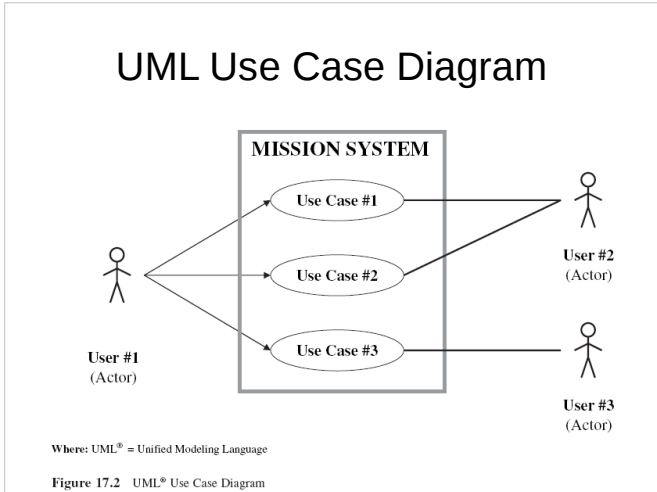 UML Use Case Diagram
MISSION SYSTEM
Use Case #1
Use Case #2
Use Case #3
User #1
(Actor)
User #2
(Actor)
User #3
(Actor)
Where: UML® = Unified Modeling Language
Figure 17.2 UML® Use Case Diagram